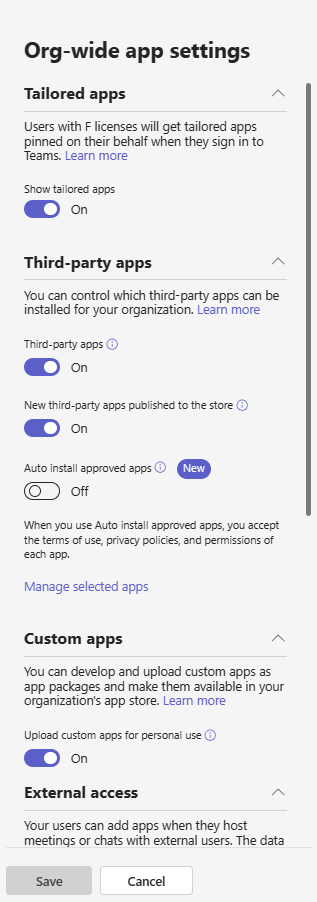 Org-wide app settings
Tailored apps
Users with F licenses will get tailored apps
pinned on their behalf when they sign in to
Teams. Learn more
Show tailored apps
On
Third-party apps
You can control which third-party apps can be
installed for your organization. Learn more
Third-party apps
On
New third-party apps published to the store
On
Auto install approved apps New
Off
When you use Auto install approved apps, you accept
the terms of use, privacy policies, and permissions of
each app.
Manage selected apps
Custom apps
You can develop and upload custom apps as
app packages and make them available in your
organization's app store. Learn more
Upload custom apps for personal use
On
External access
Your users can add apps when they host
meetings or chats with external users. The data
Save Cancel